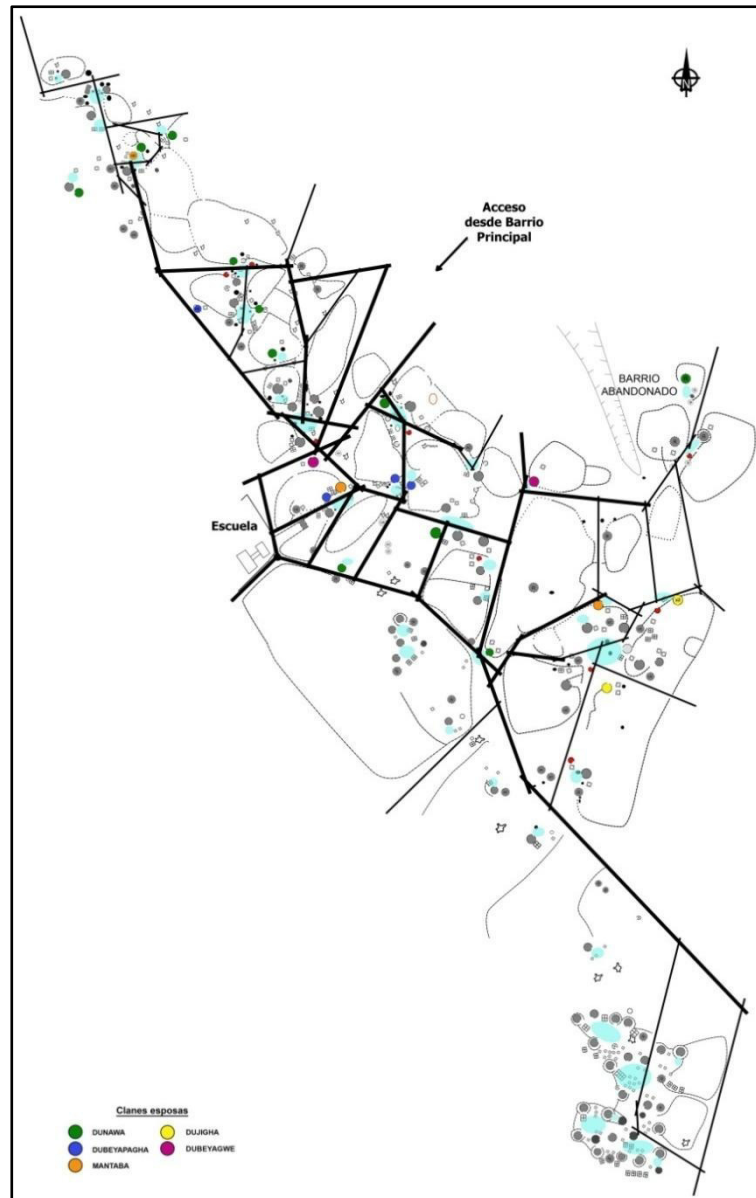 N
Acceso
desde Barrio
Principal
BARRIO
ABANDONADO
Escuela
Clanes esposas
DUNAWA
DUBEYAPAGHA
MANTABA
DUJIGHA
DUBEYAGWE